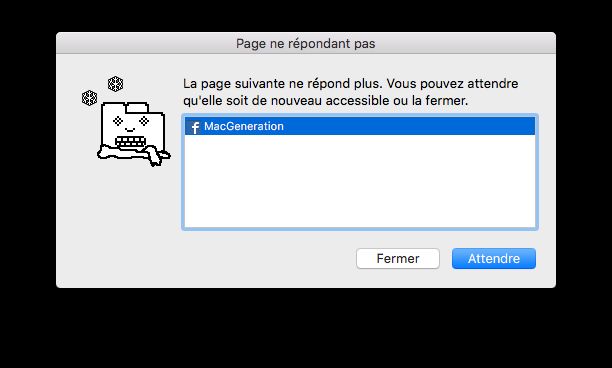 Page ne répondant pas
La page suivante ne répond plus. Vous pouvez attendre
qu'elle soit de nouveau accessible ou la fermer.
MacGeneration
Fermer
Attendre